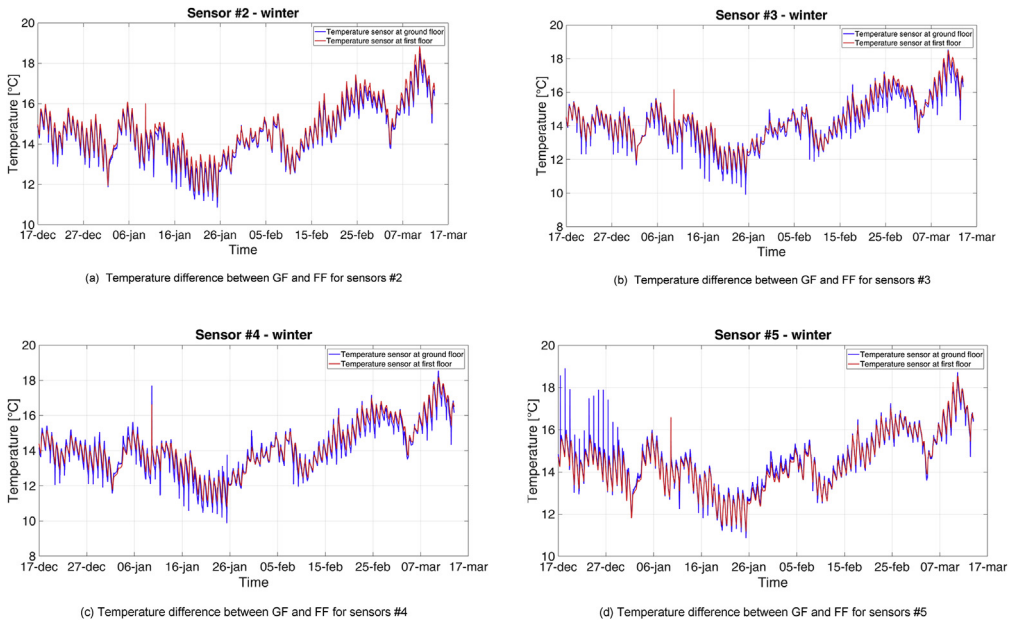 Sensor #2 - winter
Temperature sensor at ground floor
Temperature sensor at first floor
Temperature [°C]
20
18
16
14
12
10
17-dec 27-dec 06-jan 16-jan 26-jan 05-feb 15-feb 25-feb 07-mar 17-mar
Time
(a) Temperature difference between GF and FF for sensors #2
Sensor #3 - winter
Temperature sensor at ground floor
Temperature sensor at first floor
Temperature [°C]
20
18
16
14
12
10
8
17-dec 27-dec 06-jan 16-jan 26-jan 05-feb 15-feb 25-feb 07-mar 17-mar
Time
(b) Temperature difference between GF and FF for sensors #3
Sensor #4 - winter
Temperature sensor at ground floor
Temperature sensor at first floor
Temperature [°C]
20
18
16
14
12
10
8
17-dec 27-dec 06-jan 16-jan 26-jan 05-feb 15-feb 25-feb 07-mar 17-mar
Time
(c) Temperature difference between GF and FF for sensors #4
Sensor #5 - winter
Temperature sensor at ground floor
Temperature sensor at first floor
Temperature [°C]
20
18
16
14
12
10
17-dec 27-dec 06-jan 16-jan 26-jan 05-feb 15-feb 25-feb 07-mar 17-mar
Time
(d) Temperature difference between GF and FF for sensors #5